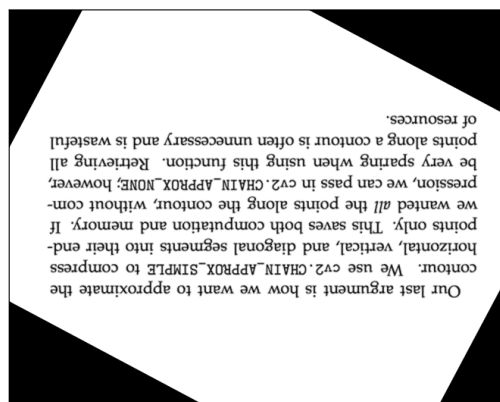 Our last argument is how we want to approximate the
contour. We use cv2.CHAIN_APPROX_SIMPLE to compress
horizontal, vertical, and diagonal segments into their end-
points only. This saves both computation and memory. If
we wanted all the points along the contour, without com-
pression, we can pass in cv2.CHAIN_APPROX_NONE; however,
be very sparing when using this function. Retrieving all
points along a contour is often unnecessary and is wasteful
of resources.